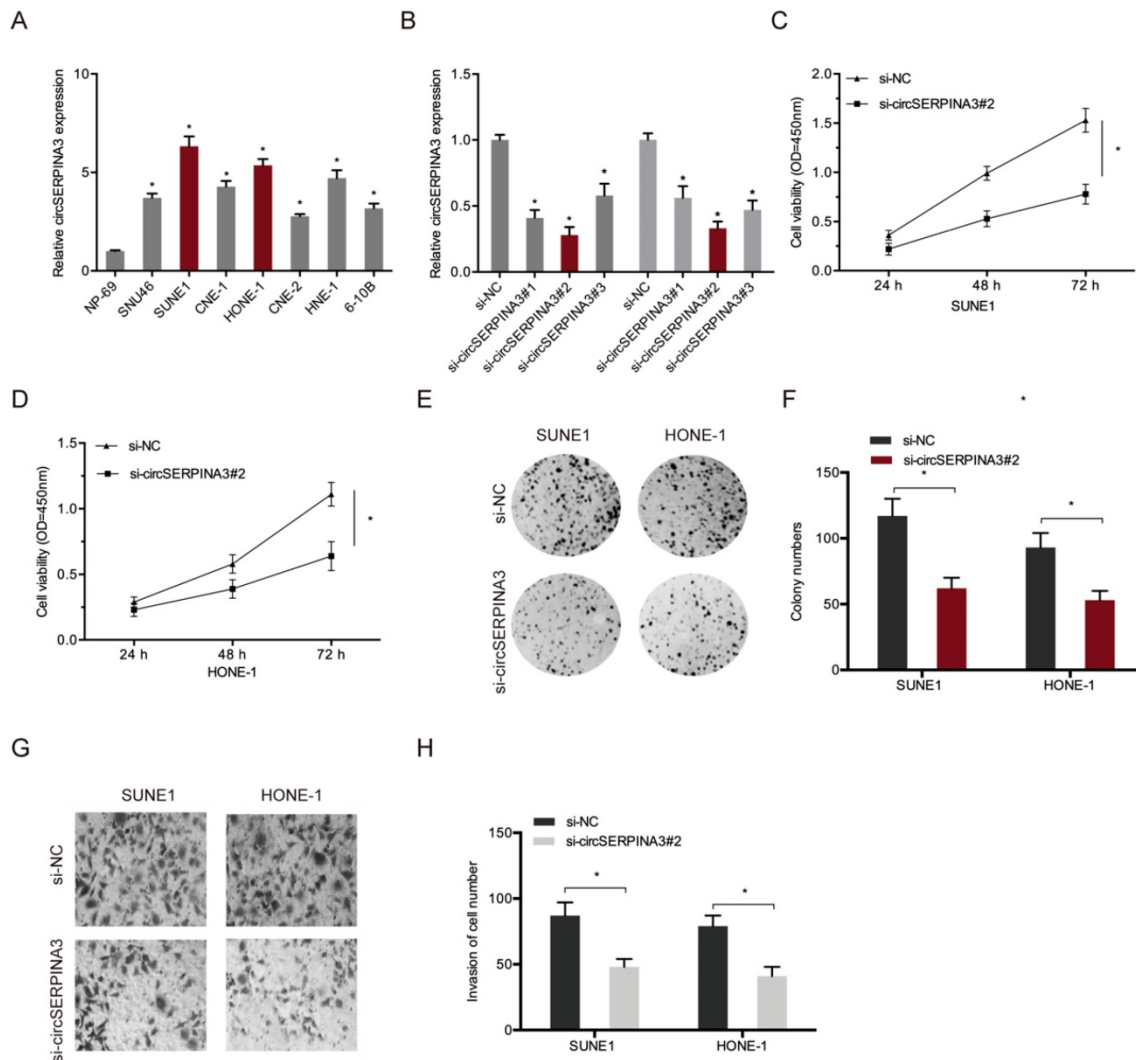 A
Relative circSERPINA3 expression
10
5
0
* * * * * * *
NP-69 SNU46 SUNE1 CNE-1 HONE-1 CNE-2 HNE-1 6-10B
B
Relative circSERPINA3 expression
1.5
1.0
0.5
0.0
* * * * * *
si-NC si-circSERPINA3#1 si-circSERPINA3#2 si-circSERPINA3#3 si-NC si-circSERPINA3#1 si-circSERPINA3#2 si-circSERPINA3#3
C
si-NC
si-circSERPINA3#2
Cell viability (OD=450nm)
2.0
1.5
1.0
0.5
0.0
*
24 h 48 h 72 h
SUNE1
D
si-NC
si-circSERPINA3#2
Cell viability (OD=450nm)
1.5
1.0
0.5
0.0
*
24 h 48 h 72 h
HONE-1
E
SUNE1 HONE-1
si-NC
si-circSERPINA3
F
*
si-NC
si-circSERPINA3#2
Colony numbers
150
100
50
0
* *
SUNE1 HONE-1
G
SUNE1 HONE-1
si-NC
si-circSERPINA3
H
si-NC
si-circSERPINA3#2
Invasion of cell number
150
100
50
0
* *
SUNE1 HONE-1